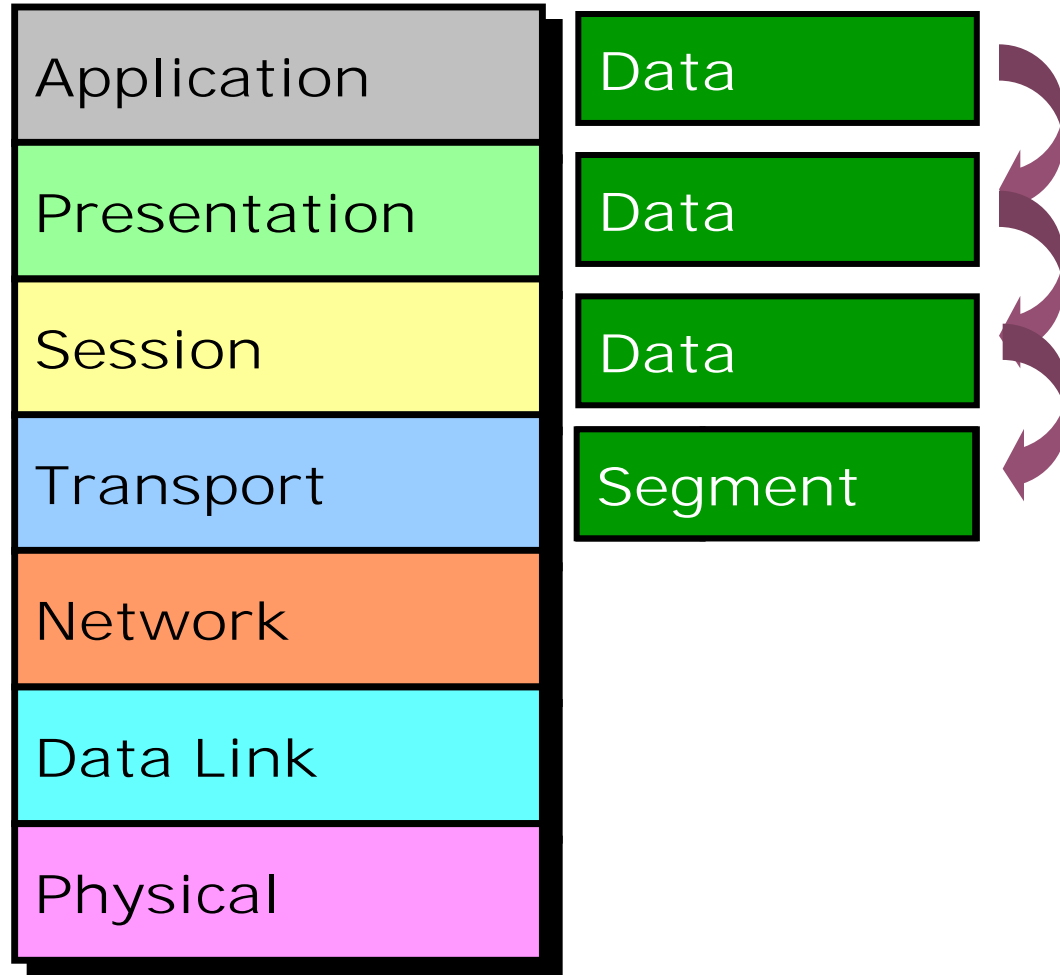 Application
Data
Presentation
Data
Session
Data
Transport
Segment
Network
Data Link
Physical